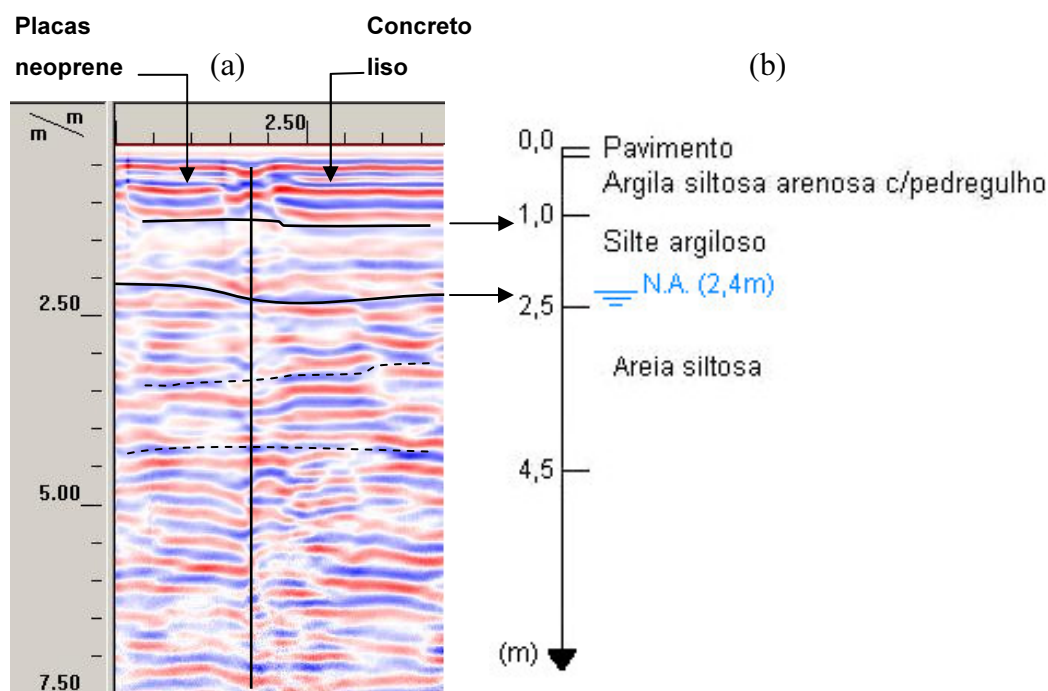 Placas
neoprene
(a)
Concreto
liso
(b)
m
m
2.50
2.50
5.00
7.50
0,0
Pavimento
Argila siltosa arenosa c/pedregulho
1,0
Silte argiloso
N.A. (2,4m)
2,5
Areia siltosa
4,5
(m)